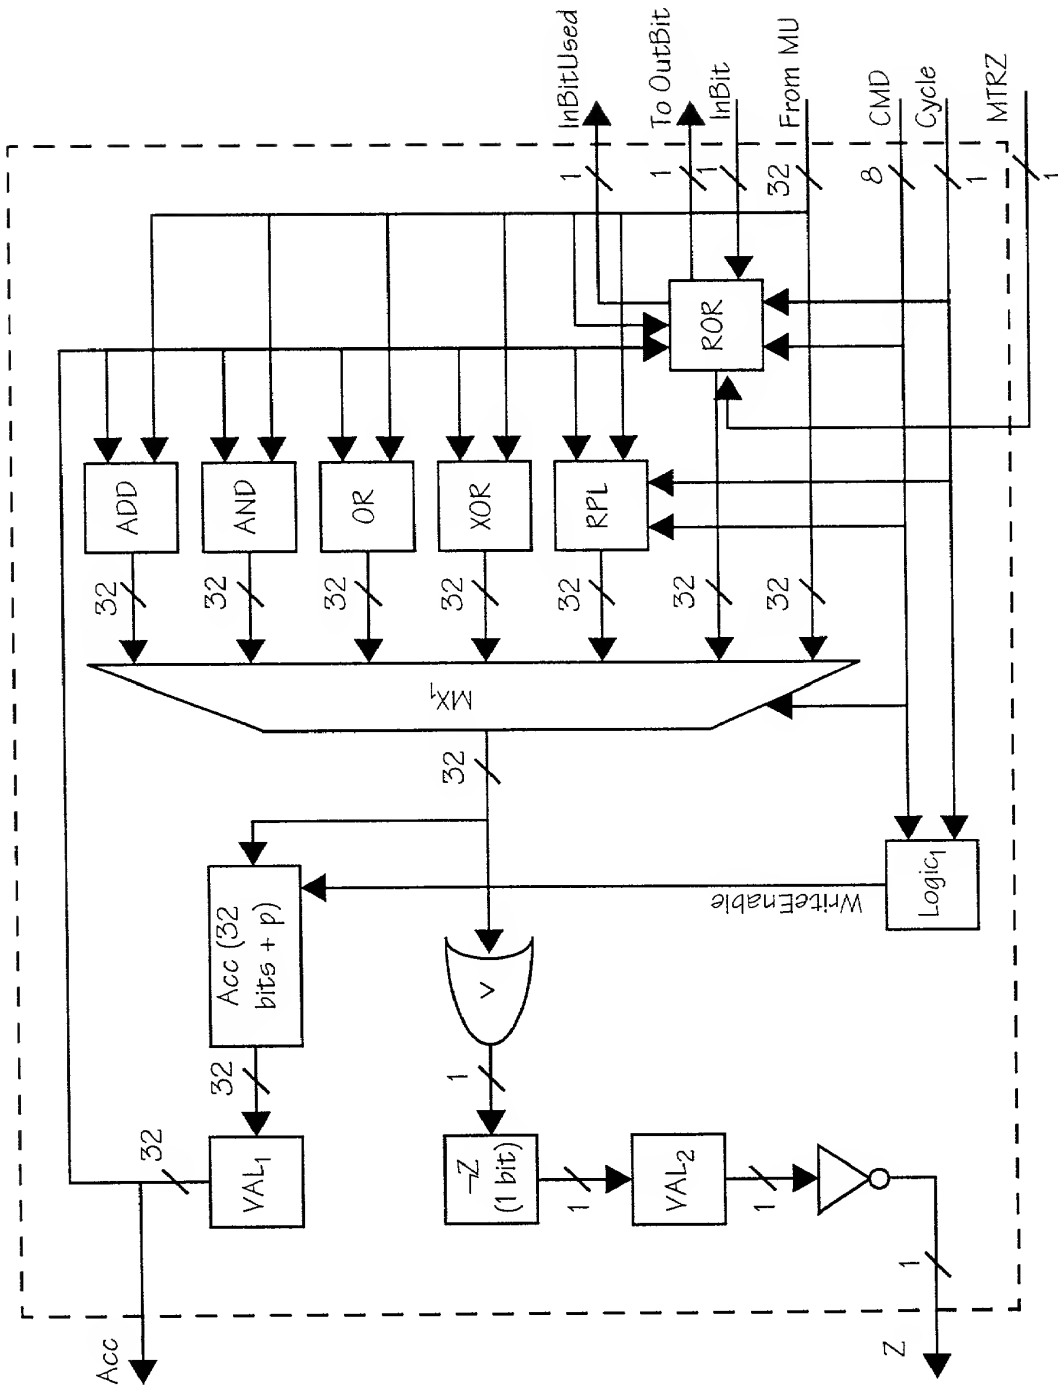 InBitUsed
To OutBit
InBit
From MU
CMD
Cycle
MTRZ
1
1
1
32
8
1
1
ADD
AND
OR
XOR
RPL
ROR
32
32
32
32
32
32
32
MX₁
32
Acc (32
bits + p)
WriteEnable
Logic₁
V
32
1
VAL₁
32
¬Z
(1 bit)
1
VAL₂
1
1
Acc
Z